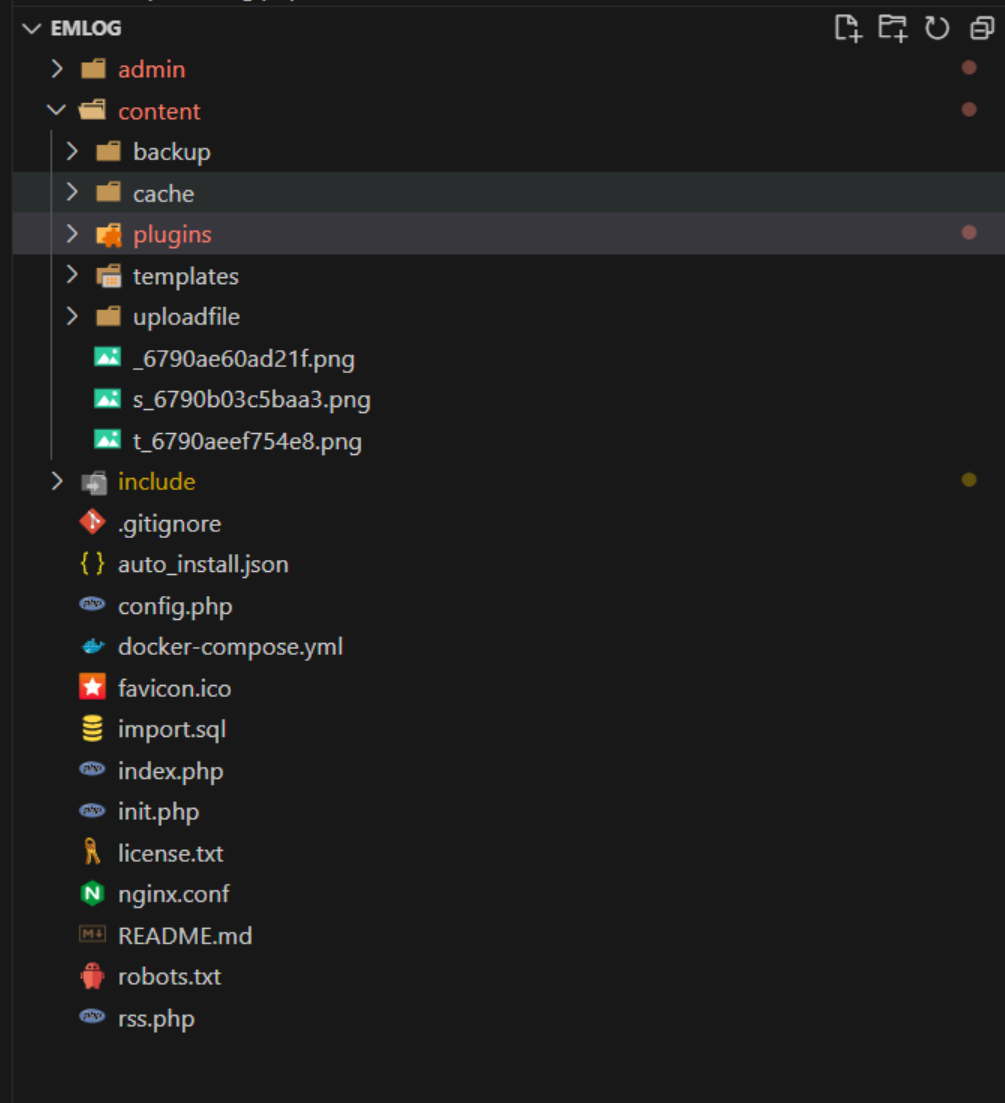 EMLOG
admin
content
backup
cache
plugins
templates
uploadfile
_6790ae60ad21f.png
s_6790b03c5baa3.png
t_6790aeef754e8.png
include
.gitignore
auto_install.json
config.php
docker-compose.yml
favicon.ico
import.sql
index.php
init.php
license.txt
nginx.conf
README.md
robots.txt
rss.php